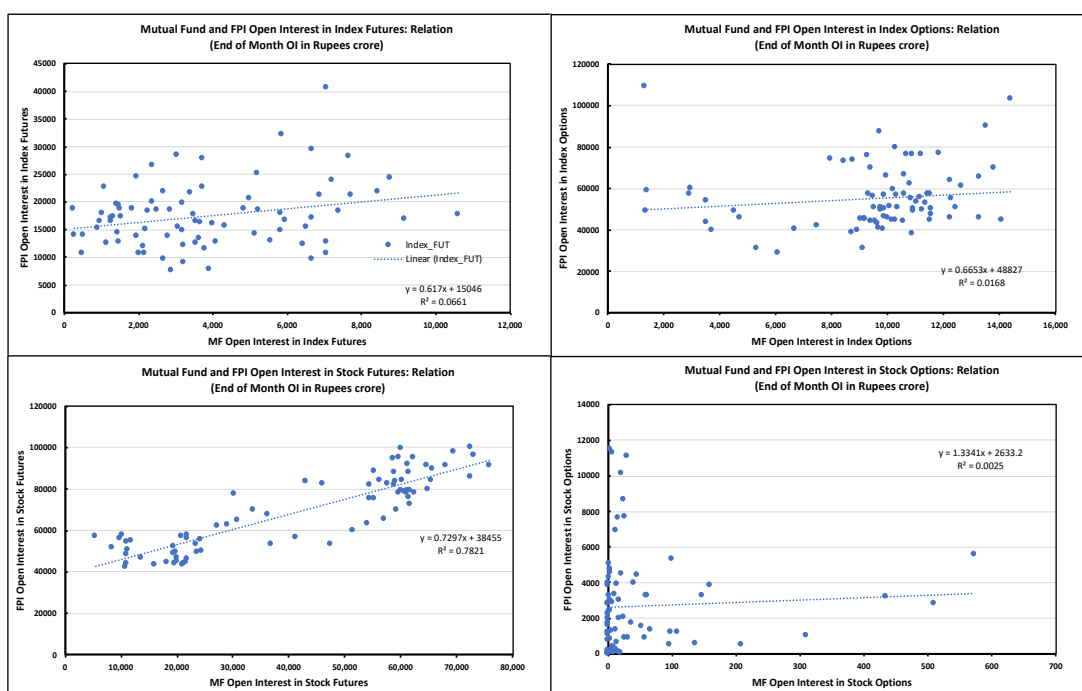 Mutual Fund and FPI Open Interest in Index Futures: Relation
(End of Month OI in Rupees crore)
45000
40000
35000
30000
25000
20000
15000
10000
5000
0
FPI Open Interest in Index Futures
Index_FUT
Linear (Index_FUT)
y = 0.617x + 15046
R² = 0.0661
0 2,000 4,000 6,000 8,000 10,000 12,000
MF Open Interest in Index Futures
Mutual Fund and FPI Open Interest in Index Options: Relation
(End of Month OI in Rupees crore)
120000
100000
80000
60000
40000
20000
0
FPI Open Interest in Index Options
y = 0.6653x + 48827
R² = 0.0168
0 2,000 4,000 6,000 8,000 10,000 12,000 14,000 16,000
MF Open Interest in Index Options
Mutual Fund and FPI Open Interest in Stock Futures: Relation
(End of Month OI in Rupees crore)
120000
100000
80000
60000
40000
20000
0
FPI Open Interest in Stock Futures
y = 0.7297x + 38455
R² = 0.7821
0 10,000 20,000 30,000 40,000 50,000 60,000 70,000 80,000
MF Open Interest in Stock Futures
Mutual Fund and FPI Open Interest in Stock Options: Relation
(End of Month OI in Rupees crore)
14000
12000
10000
8000
6000
4000
2000
0
FPI Open Interest in Stock Options
y = 1.3341x + 2633.2
R² = 0.0025
0 100 200 300 400 500 600 700
MF Open Interest in Stock Options